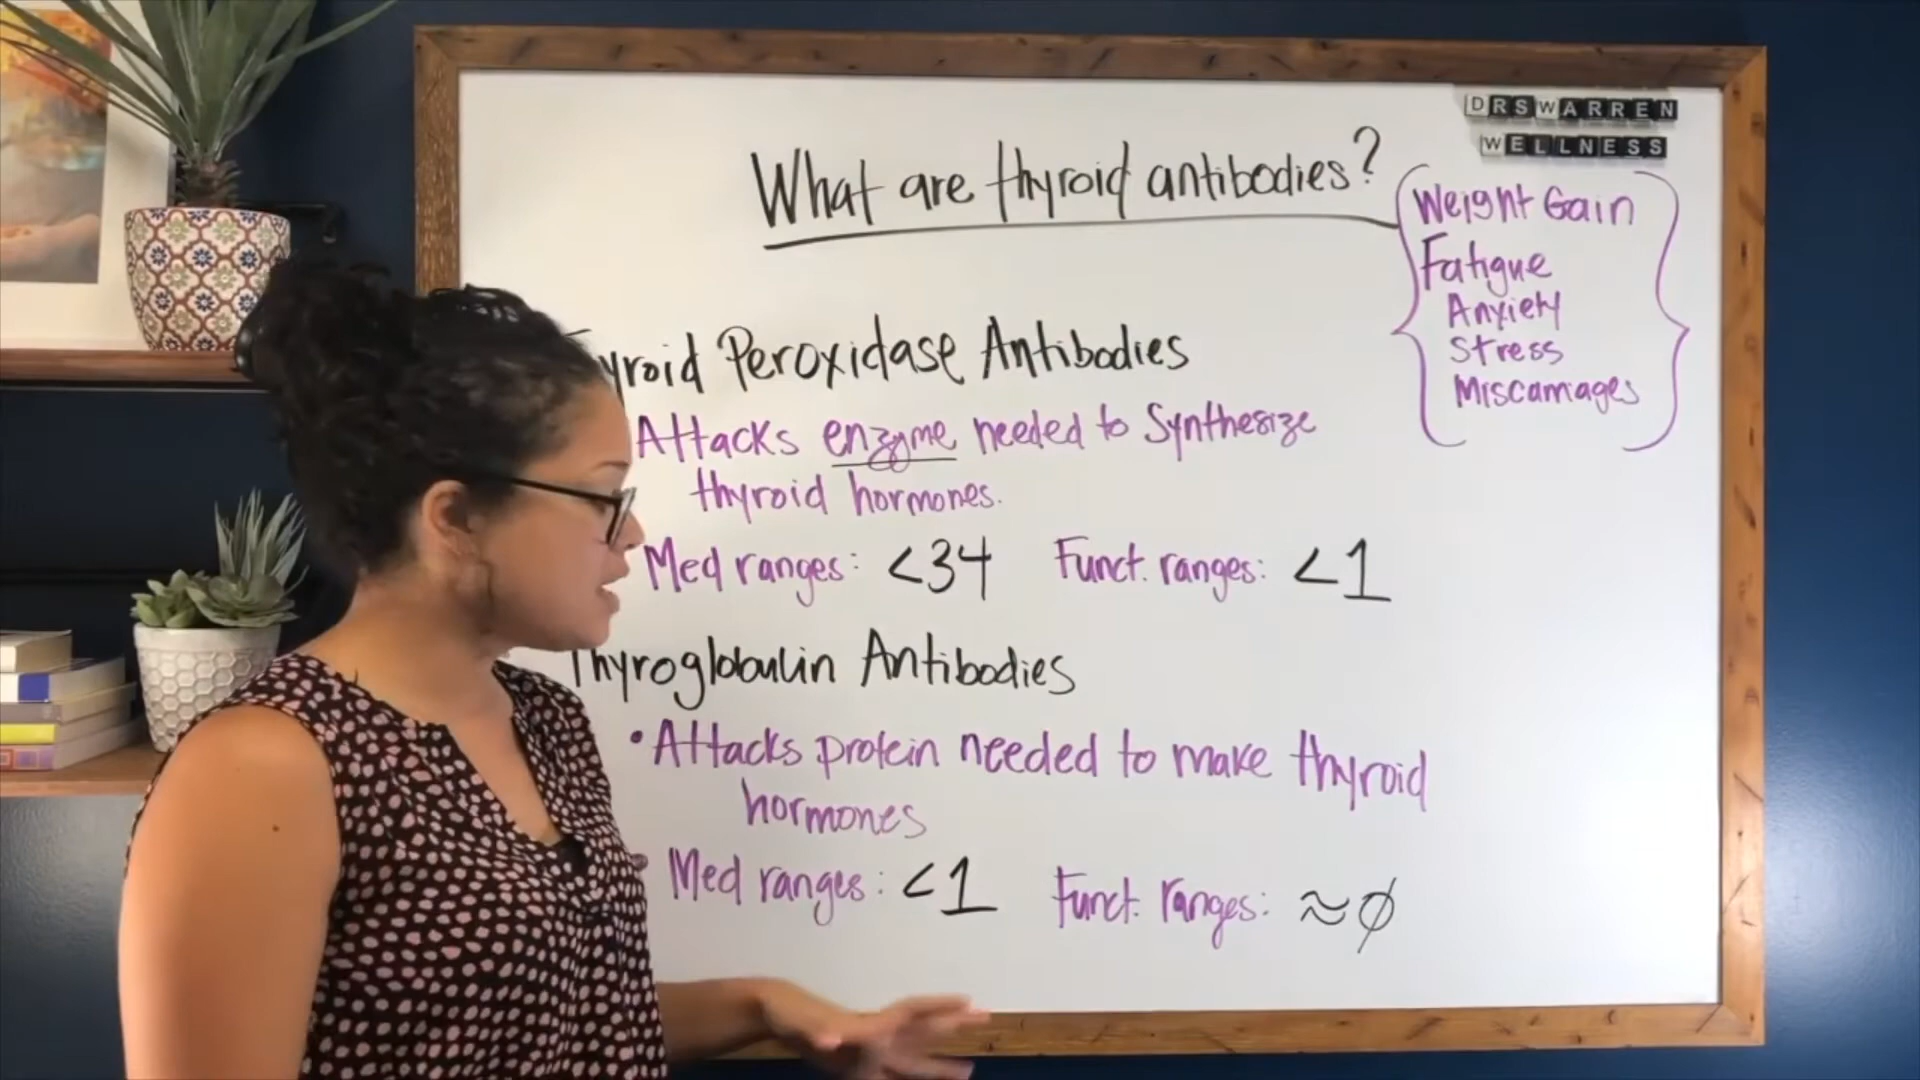 DRSWARREN
WELLNESS
What are thyroid antibodies?
Weight Gain
Fatigue
Anxiety
Stress
Miscarriages
yroid Peroxidase Antibodies
Attacks enzyme needed to Synthesize
thyroid hormones.
Med ranges: <34 Funct. ranges: <1
Thyroglobulin Antibodies
• Attacks protein needed to make thyroid
hormones
• Med ranges: <1 Funct. ranges: ≈ ∅